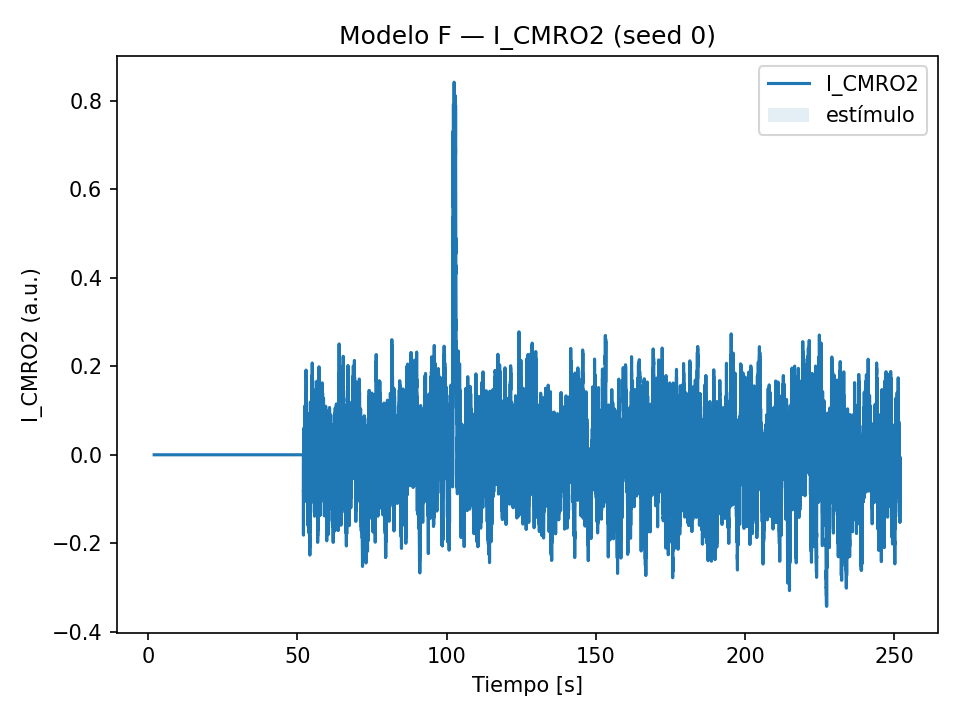 Modelo F — I_CMRO2 (seed 0)
I_CMRO2
estímulo
0.8
0.6
0.4
0.2
0.0
−0.2
−0.4
I_CMRO2 (a.u.)
0 50 100 150 200 250
Tiempo [s]